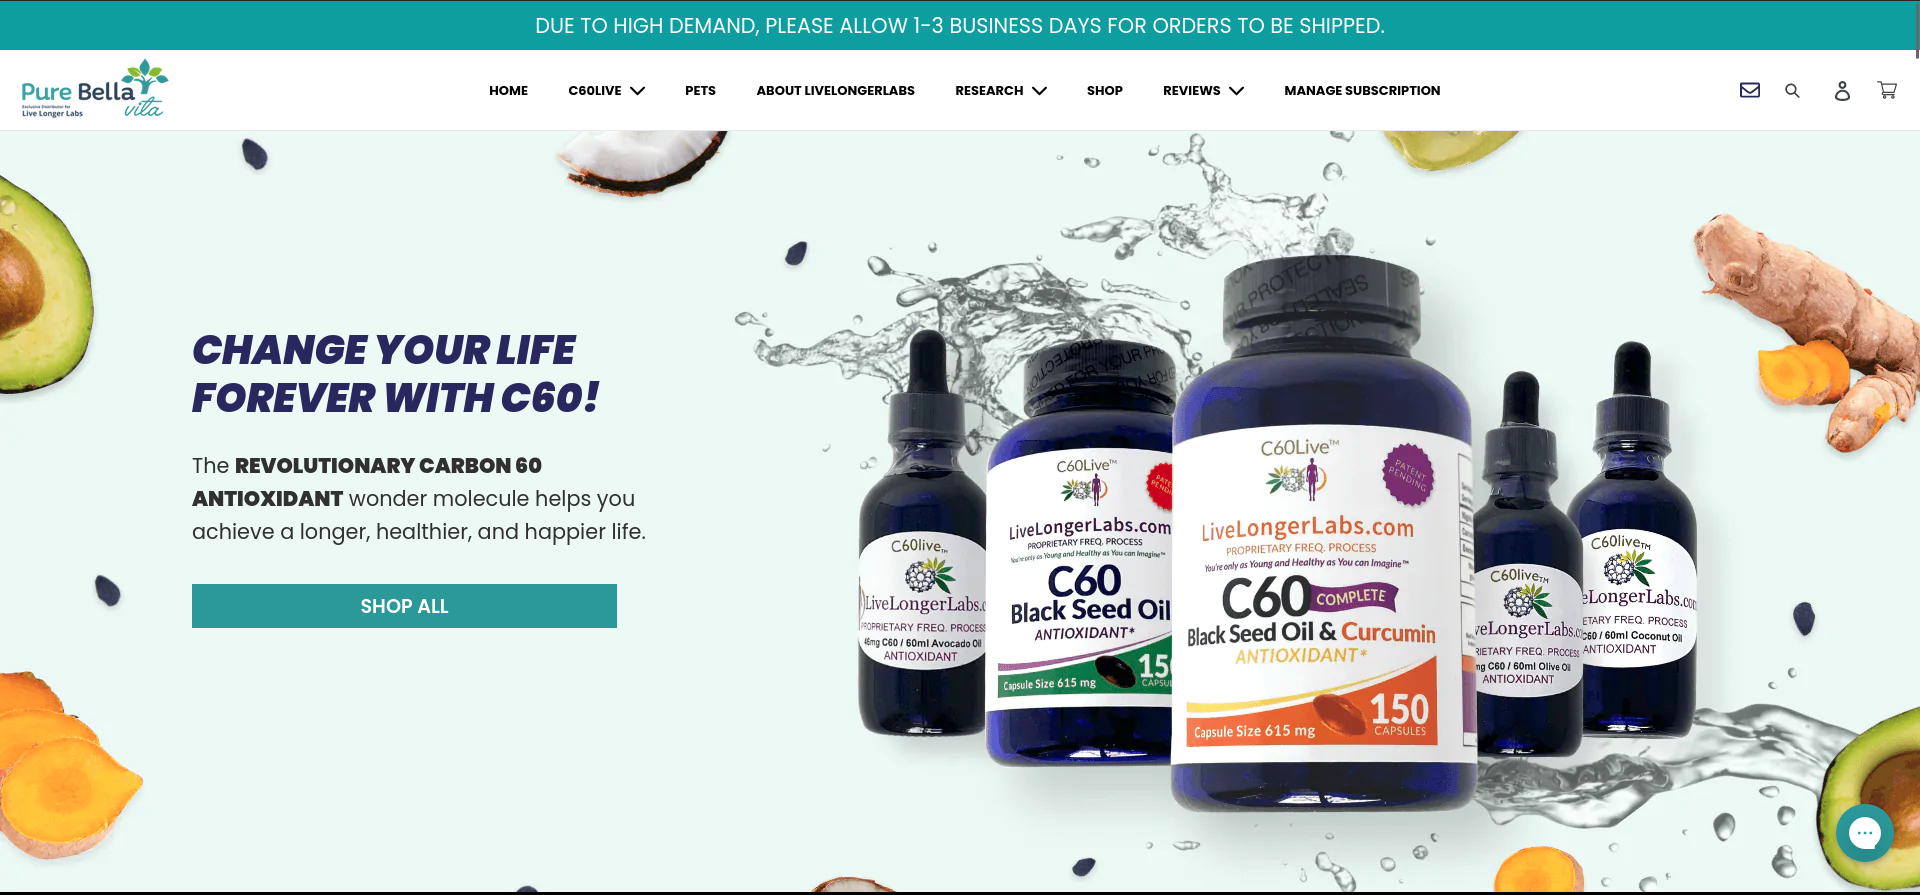 DUE TO HIGH DEMAND, PLEASE ALLOW 1-3 BUSINESS DAYS FOR ORDERS TO BE SHIPPED.
Pure Bella
vita
Exclusive Distributor for
Live Longer Labs
HOME
C60LIVE
PETS
ABOUT LIVELONGERLABS
RESEARCH
SHOP
REVIEWS
MANAGE SUBSCRIPTION
CHANGE YOUR LIFE
FOREVER WITH C60!
The REVOLUTIONARY CARBON 60
ANTIOXIDANT wonder molecule helps you
achieve a longer, healthier, and happier life.
SHOP ALL
C60live™
LiveLongerLabs.c
PROPRIETARY FREQ. PROCESS
46mg C60 / 60ml Avocado Oil
ANTIOXIDANT
C60Live™
LiveLongerLabs.com
PROPRIETARY FREQ. PROCESS
You're only as Young and Healthy as You can Imagine™
C60
Black Seed Oil
ANTIOXIDANT*
Capsule Size 615 mg
C60Live™
PATENT
PENDING
LiveLongerLabs.com
PROPRIETARY FREQ. PROCESS
You're only as Young and Healthy as You can Imagine™
C60 COMPLETE
Black Seed Oil & Curcumin
ANTIOXIDANT*
Capsule Size 615 mg
150
CAPSULES
C60live™
veLongerLabs.co
RIETARY FREQ. PROCESS
mg C60 / 60ml Olive Oil
ANTIOXIDANT
C60live™
eLongerLabs.com
ETARY FREQ. PROCESS
C60 / 60ml Coconut Oil
ANTIOXIDANT